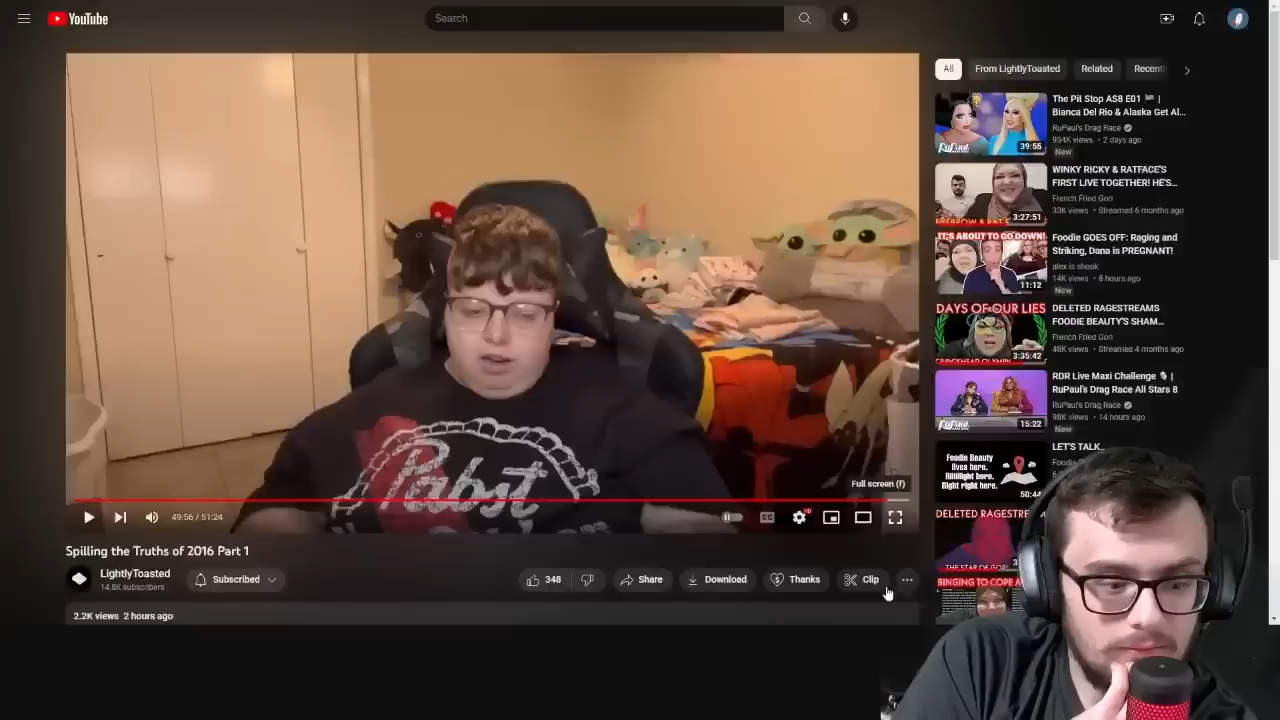 YouTube
Search
All
From LightlyToasted
Related
Recent
The Pit Stop AS8 E01 🏴 |
Bianca Del Rio & Alaska Get Al...
RuPaul's Drag Race
934K views • 2 days ago
New
RuPaul
39:55
WINKY RICKY & RATFACE'S
FIRST LIVE TOGETHER! HE'S...
French Fried Gorl
33K views • Streamed 6 months ago
3:27:51
IT'S ABOUT TO GO DOWN!
Foodie GOES OFF: Raging and
Striking, Dana is PREGNANT!
alex is shook
14K views • 8 hours ago
New
11:12
DAYS OF OUR LIES
DELETED RAGESTREAMS
FOODIE BEAUTY'S SHAM...
French Fried Gorl
48K views • Streamed 4 months ago
3:35:42
RDR Live Maxi Challenge 🎙 |
RuPaul's Drag Race All Stars 8
RuPaul's Drag Race
98K views • 14 hours ago
New
RuPaul
15:22
LET'S TALK..
Foodie
Foodie Beauty
lives here.
Riiiiiight here.
Right here.
50:44
DELETED RAGESTRE
BINGING TO COPE A
Pabst
Full screen (f)
49:56 / 51:24
Spilling the Truths of 2016 Part 1
LightlyToasted
14.6K subscribers
Subscribed
348
Share
Download
Thanks
Clip
2.2K views 2 hours ago